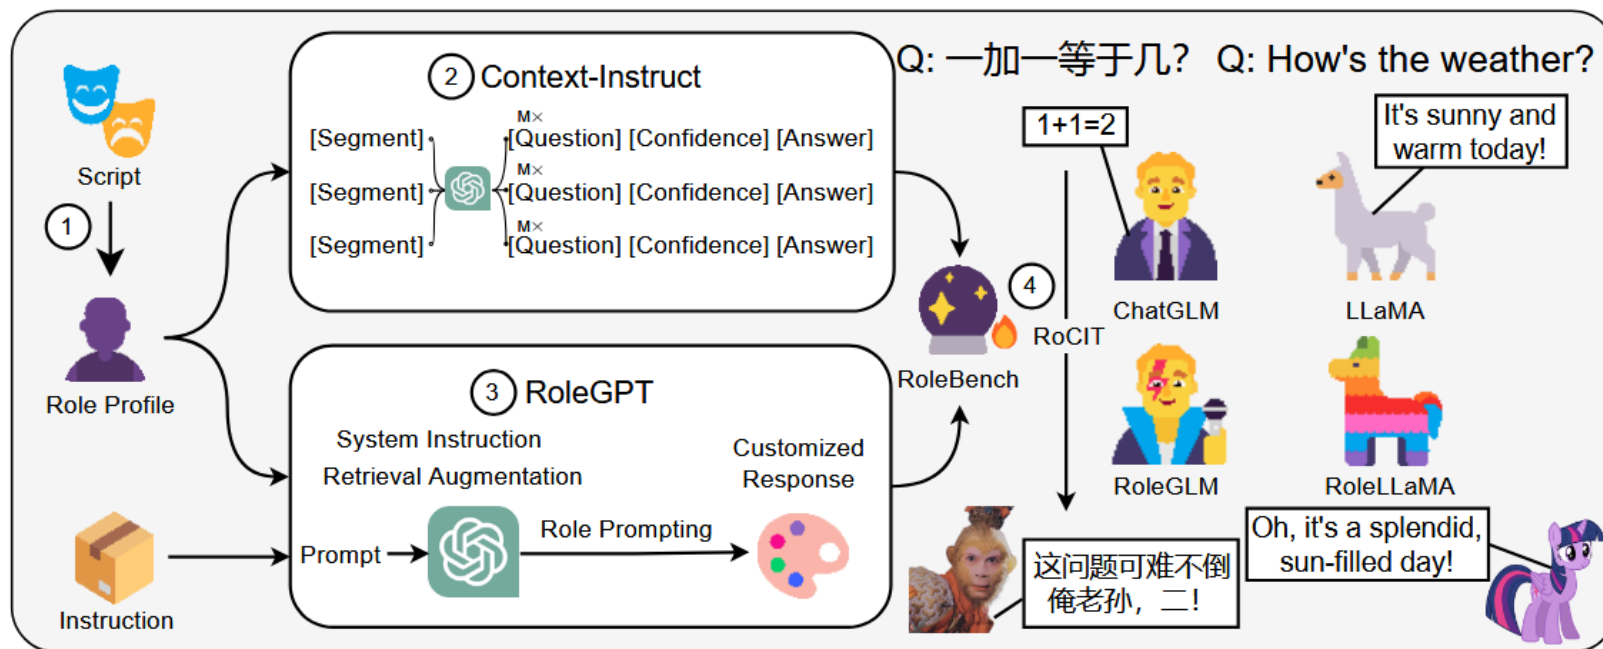 Script
1
Role Profile
Instruction
2 Context-Instruct
M×
[Segment] [Question] [Confidence] [Answer]
M×
[Segment] [Question] [Confidence] [Answer]
M×
[Segment] [Question] [Confidence] [Answer]
3 RoleGPT
System Instruction
Retrieval Augmentation
Customized
Response
Prompt
Role Prompting
RoleBench
4
RoCIT
Q: 一加一等于几? Q: How's the weather?
1+1=2
It's sunny and
warm today!
ChatGLM
LLaMA
RoleGLM
RoleLLaMA
这问题可难不倒
俺老孙，二！
Oh, it's a splendid,
sun-filled day!